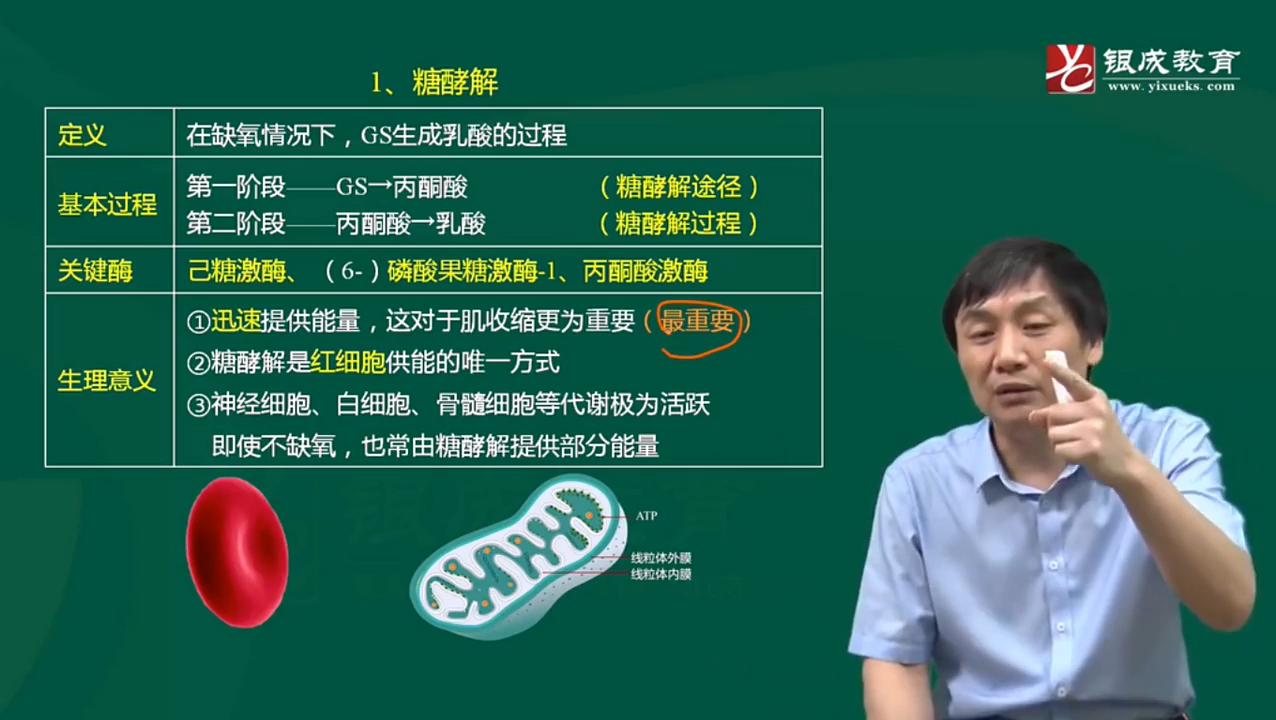 1、糖酵解
银成教育
www.yixueks.com
定义
在缺氧情况下，GS生成乳酸的过程
基本过程
第一阶段——GS→丙酮酸 （糖酵解途径）
第二阶段——丙酮酸→乳酸 （糖酵解过程）
关键酶
己糖激酶、（6-）磷酸果糖激酶-1、丙酮酸激酶
生理意义
①迅速提供能量，这对于肌收缩更为重要（最重要）
②糖酵解是红细胞供能的唯一方式
③神经细胞、白细胞、骨髓细胞等代谢极为活跃
即使不缺氧，也常由糖酵解提供部分能量
ATP
线粒体外膜
线粒体内膜
银成教育